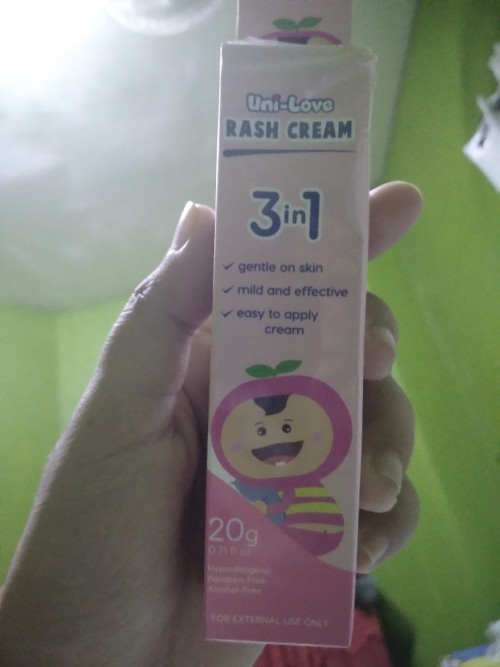 Uni-Love
RASH CREAM
3in1
✓ gentle on skin
✓ mild and effective
✓ easy to apply
cream
20g
0.71 fl oz
Hypoallergenic
Paraben-Free
Alcohol-Free
FOR EXTERNAL USE ONLY